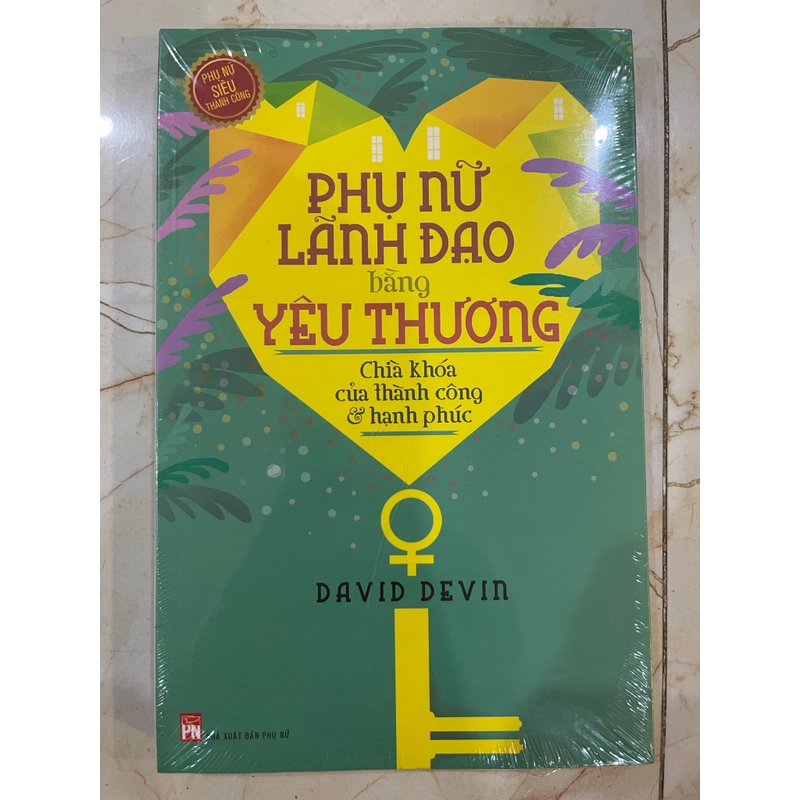 PHỤ NỮ
SIÊU
THÀNH CÔNG
PHỤ NỮ
LÃNH ĐẠO
bằng
YÊU THƯƠNG
Chìa khóa
của thành công
& hạnh phúc
DAVID DEVIN
PN
NHÀ XUẤT BẢN PHỤ NỮ